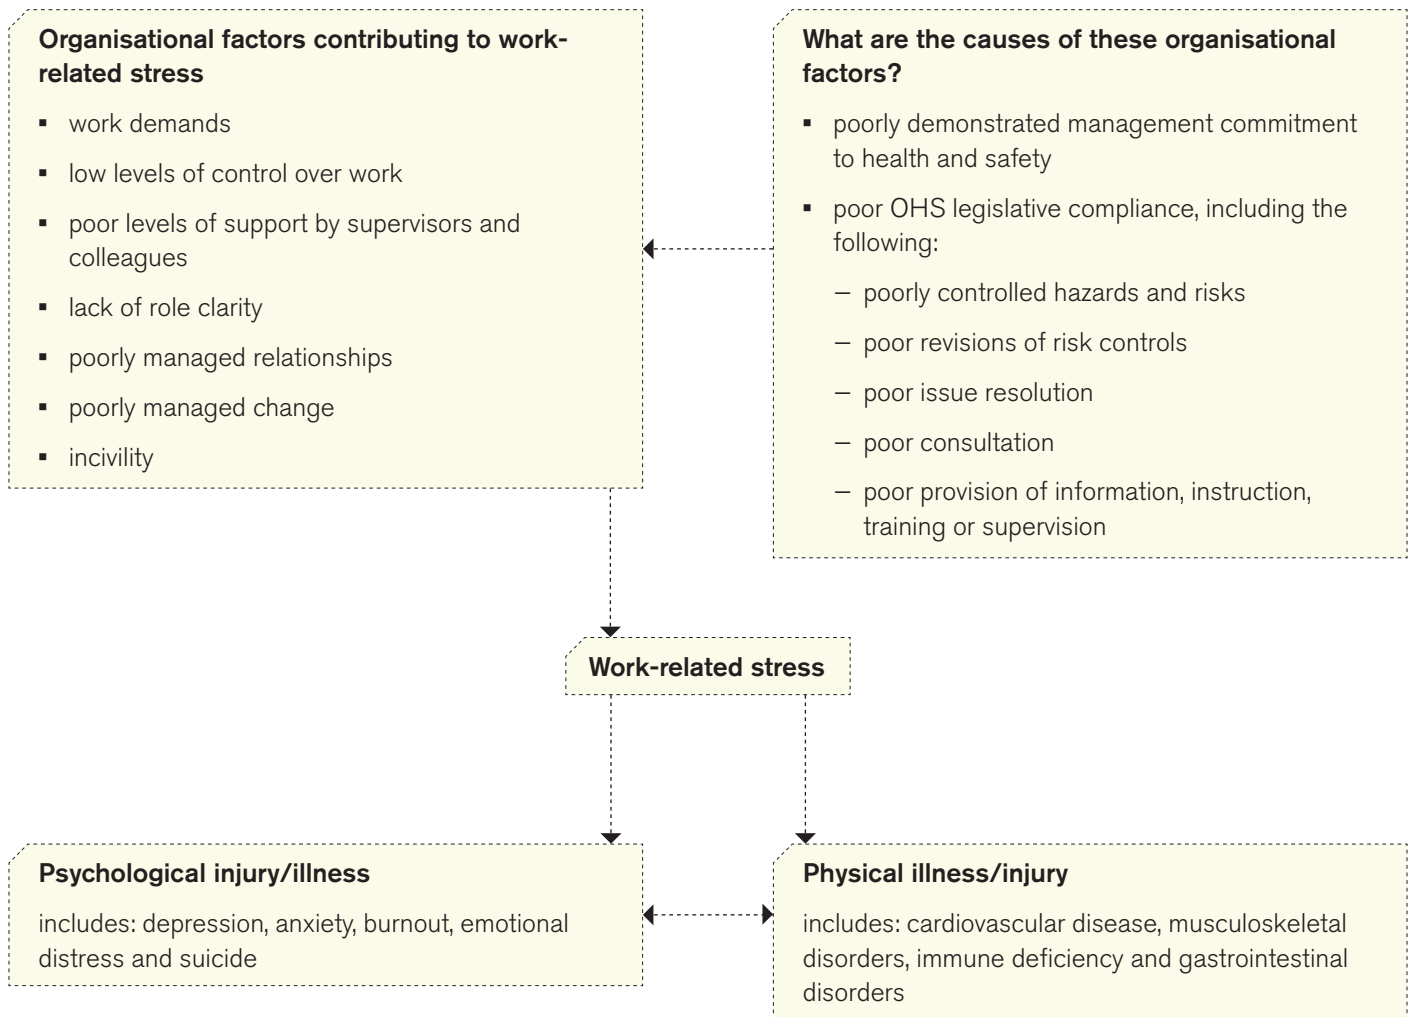 Organisational factors contributing to work-
related stress
▪ work demands
▪ low levels of control over work
▪ poor levels of support by supervisors and
colleagues
▪ lack of role clarity
▪ poorly managed relationships
▪ poorly managed change
▪ incivility
What are the causes of these organisational
factors?
▪ poorly demonstrated management commitment
to health and safety
▪ poor OHS legislative compliance, including the
following:
– poorly controlled hazards and risks
– poor revisions of risk controls
– poor issue resolution
– poor consultation
– poor provision of information, instruction,
training or supervision
Work-related stress
Psychological injury/illness
includes: depression, anxiety, burnout, emotional
distress and suicide
Physical illness/injury
includes: cardiovascular disease, musculoskeletal
disorders, immune deficiency and gastrointestinal
disorders